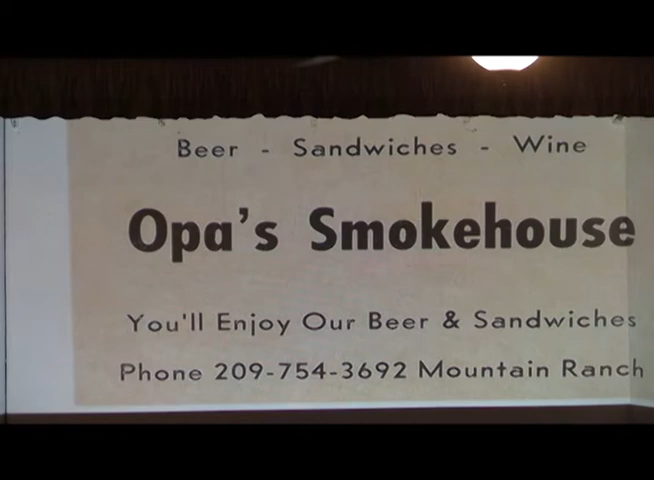 Beer - Sandwiches - Wine
Opa's Smokehouse
You'll Enjoy Our Beer & Sandwiches
Phone 209-754-3692 Mountain Ranch